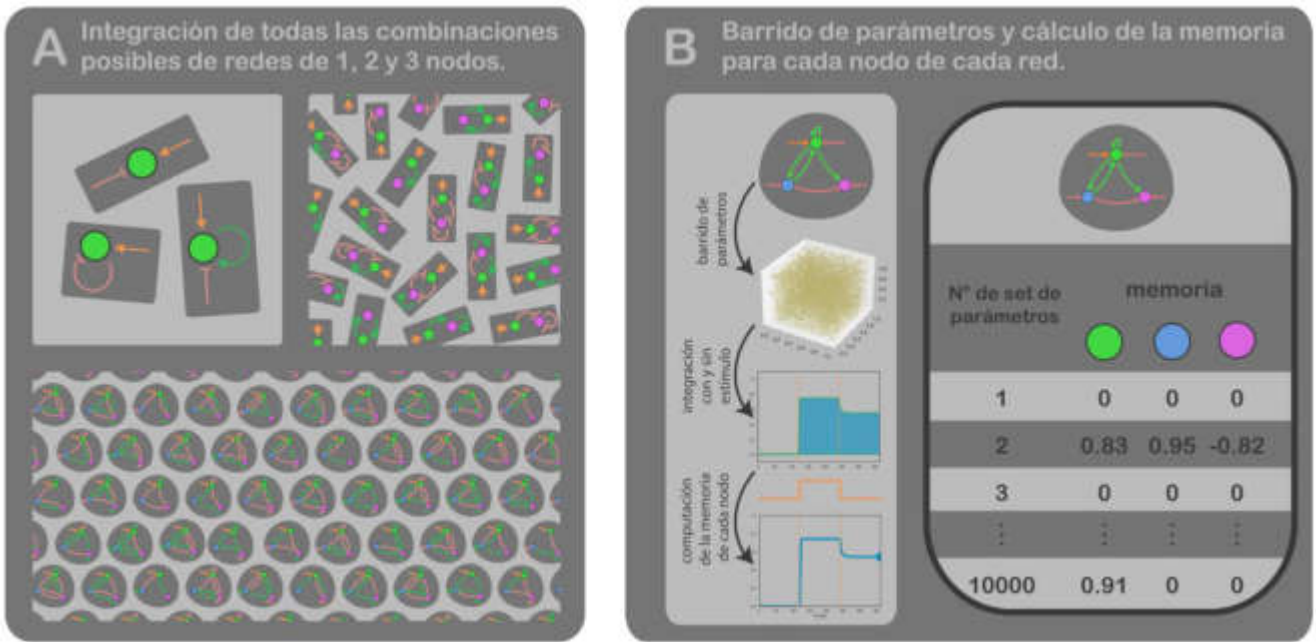 A
Integración de todas las combinaciones
posibles de redes de 1, 2 y 3 nodos.
B
Barrido de parámetros y cálculo de la memoria
para cada nodo de cada red.
barrido de
parámetros
integración
con y sin
estímulo
computación
de la memoria
de cada nodo
N° de set de
parámetros
memoria
1 0 0 0
2 0.83 0.95 -0.82
3 0 0 0
⋮ ⋮ ⋮ ⋮
10000 0.91 0 0